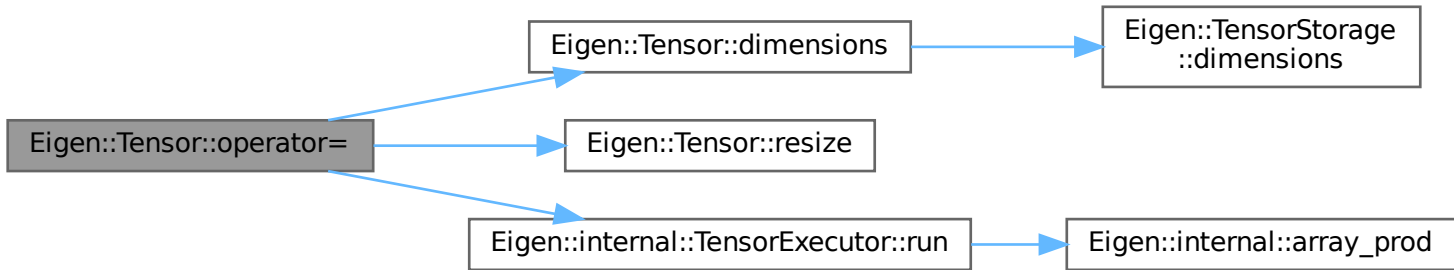 Eigen::Tensor::operator=
Eigen::Tensor::dimensions
Eigen::TensorStorage
::dimensions
Eigen::Tensor::resize
Eigen::internal::TensorExecutor::run
Eigen::internal::array_prod